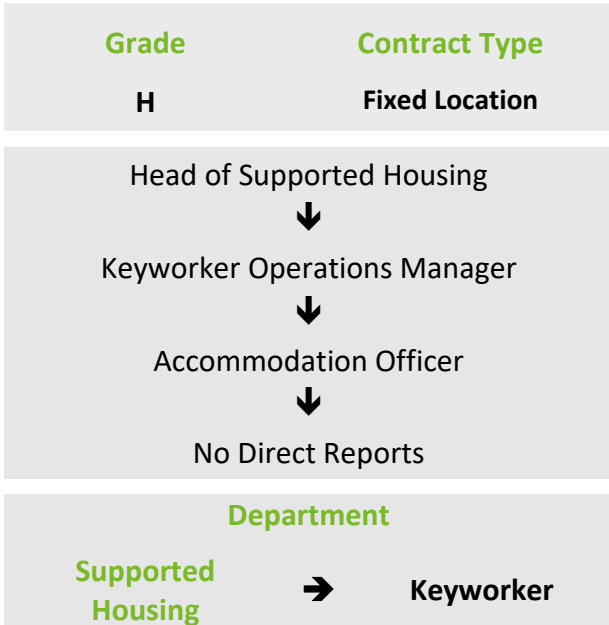 Grade Contract Type
H Fixed Location
Head of Supported Housing
Keyworker Operations Manager
Accommodation Officer
No Direct Reports
Department
Supported
Housing
Keyworker